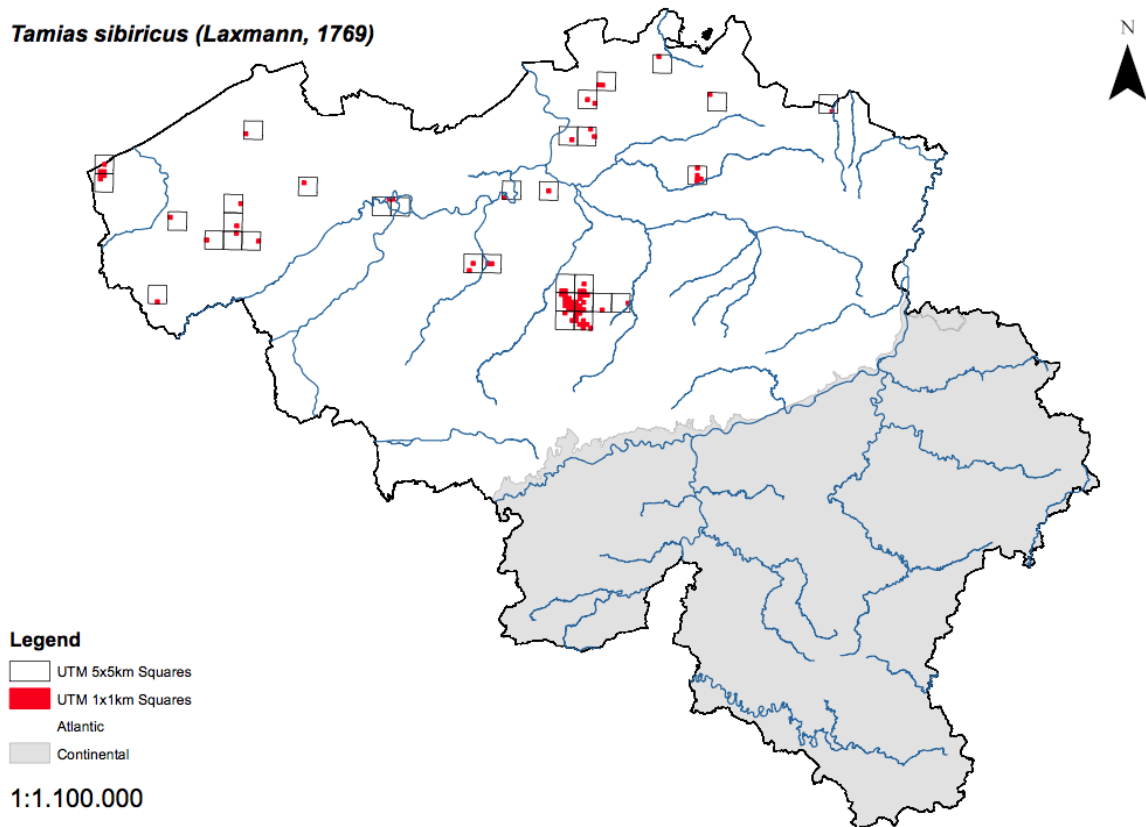 Tamias sibiricus (Laxmann, 1769)
N
Legend
UTM 5x5km Squares
UTM 1x1km Squares
Atlantic
Continental
1:1.100.000